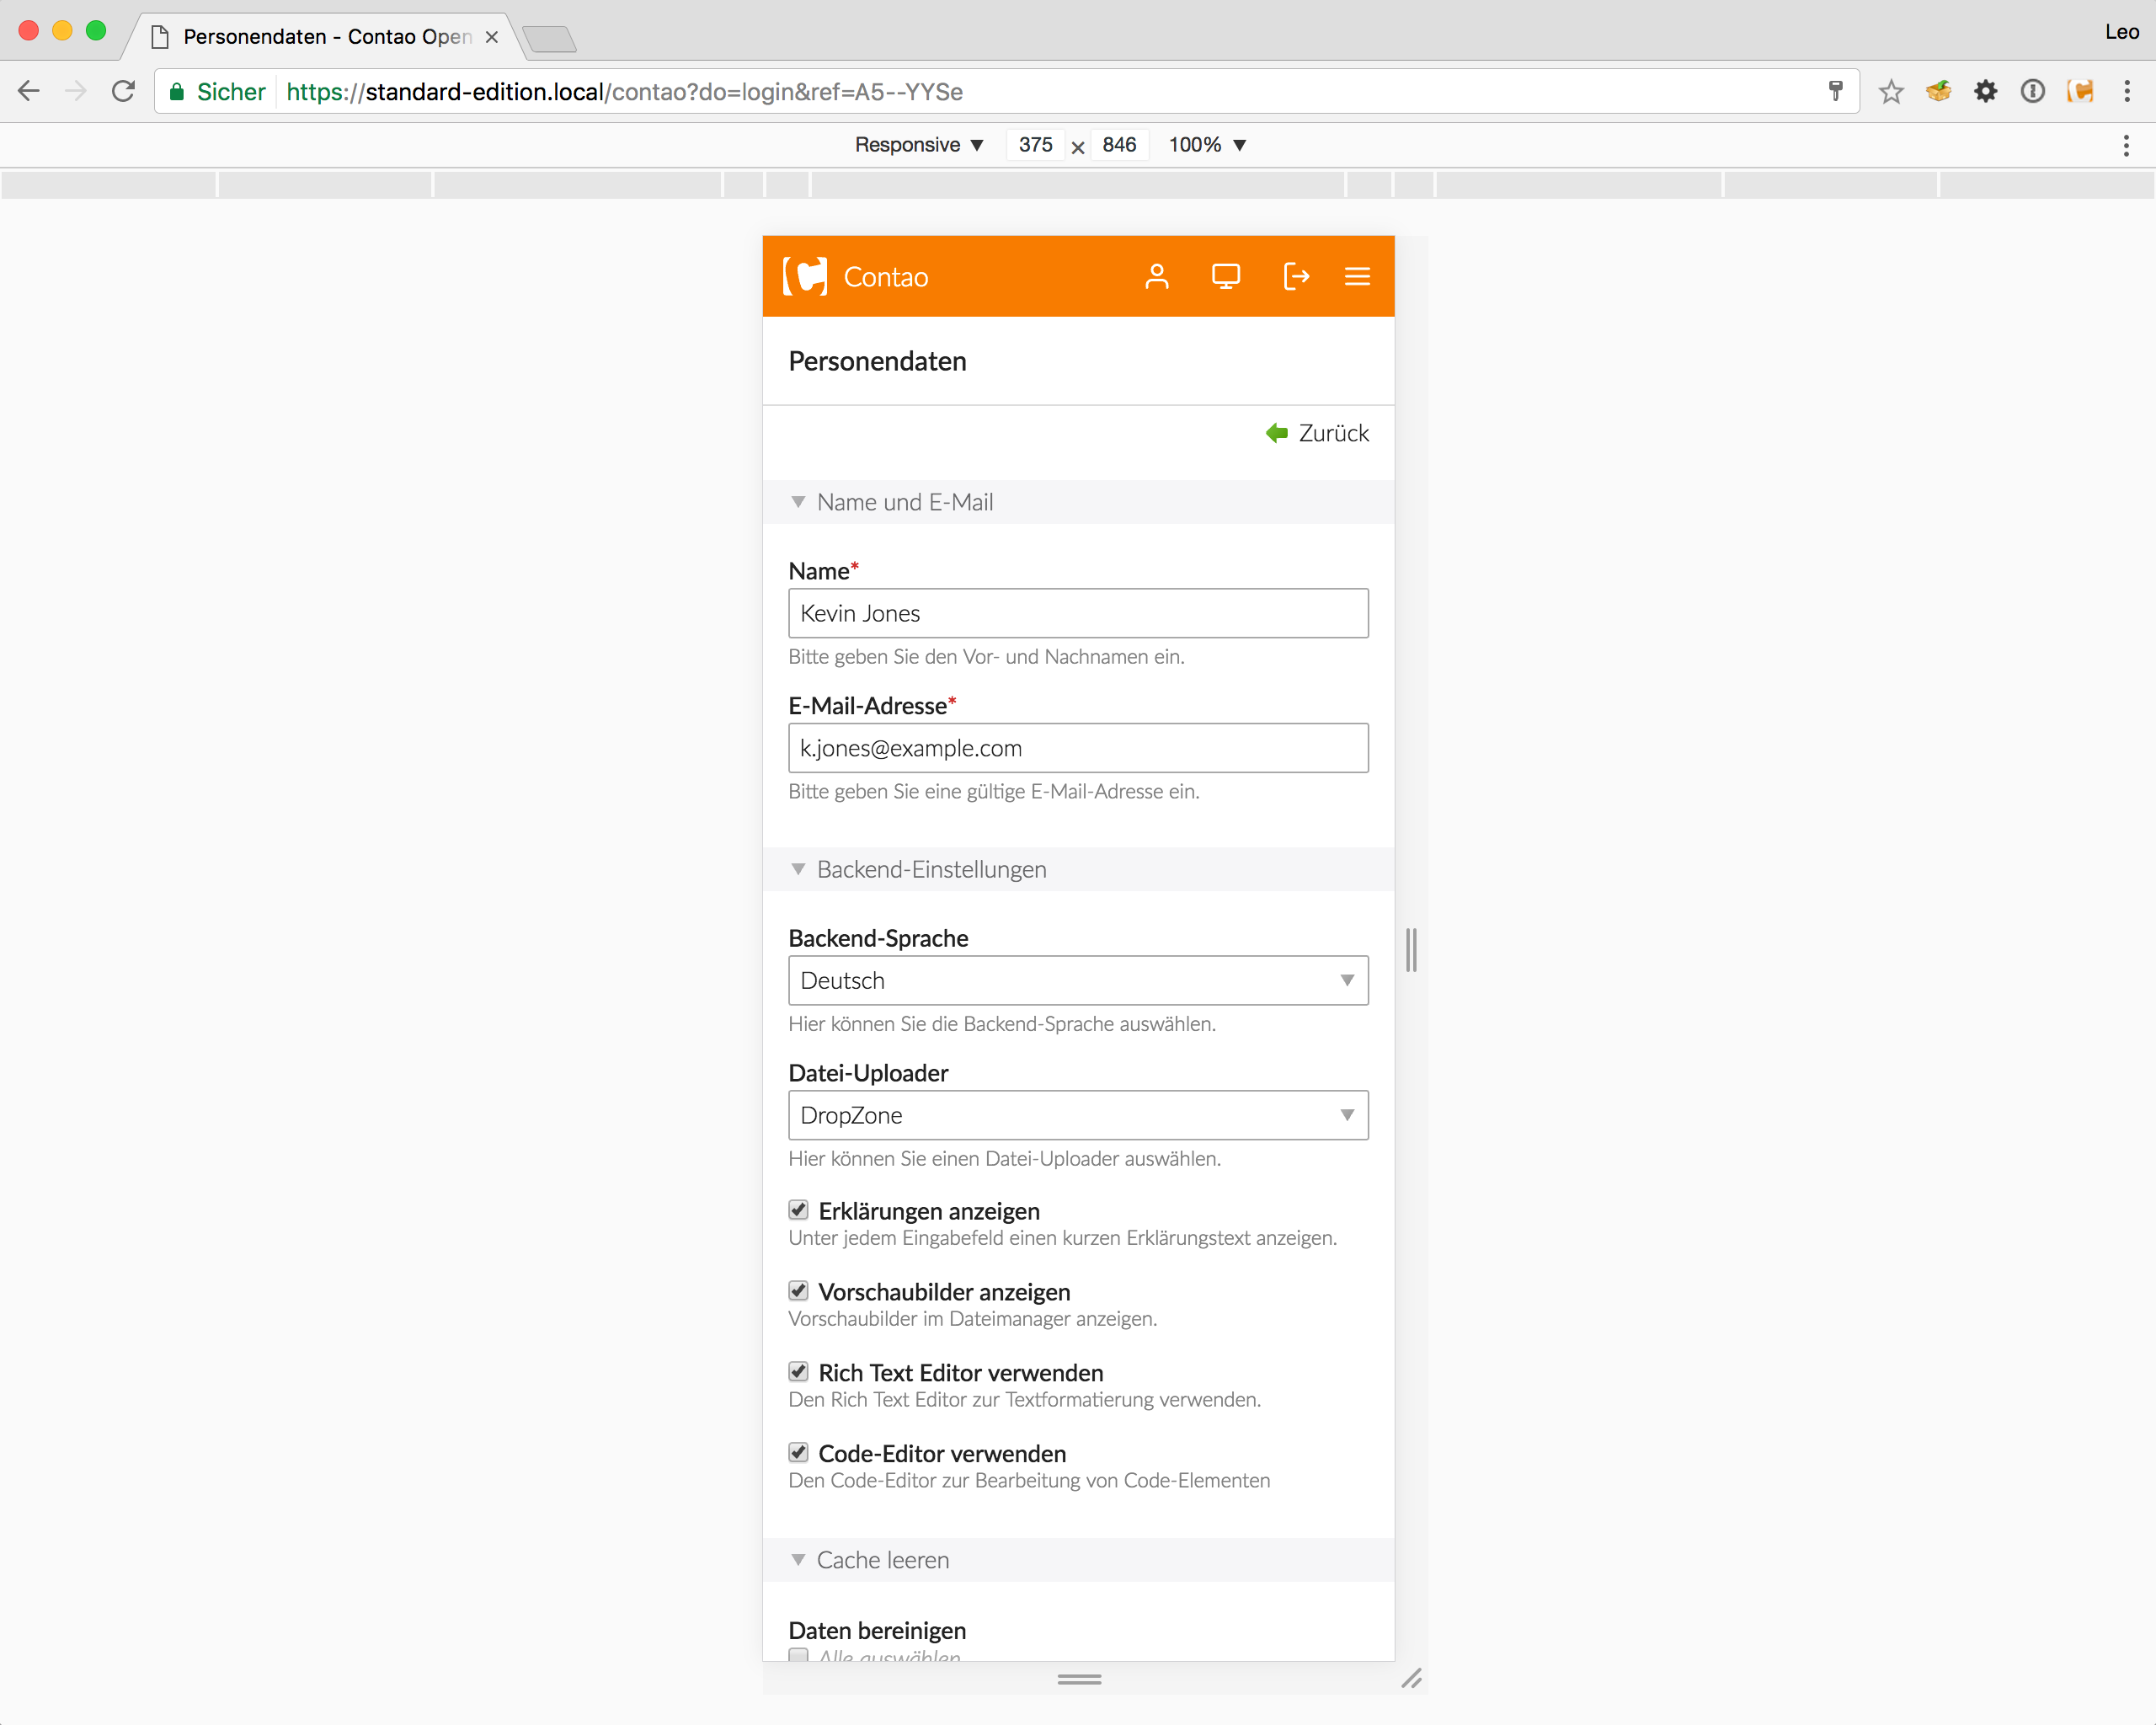 Personendaten - Contao Open
Leo
Sicher https://standard-edition.local/contao?do=login&ref=A5--YYSe
Responsive 375 × 846 100%
Contao
Personendaten
Zurück
Name und E-Mail
Name*
Kevin Jones
Bitte geben Sie den Vor- und Nachnamen ein.
E-Mail-Adresse*
k.jones@example.com
Bitte geben Sie eine gültige E-Mail-Adresse ein.
Backend-Einstellungen
Backend-Sprache
Deutsch
Hier können Sie die Backend-Sprache auswählen.
Datei-Uploader
DropZone
Hier können Sie einen Datei-Uploader auswählen.
Erklärungen anzeigen
Unter jedem Eingabefeld einen kurzen Erklärungstext anzeigen.
Vorschaubilder anzeigen
Vorschaubilder im Dateimanager anzeigen.
Rich Text Editor verwenden
Den Rich Text Editor zur Textformatierung verwenden.
Code-Editor verwenden
Den Code-Editor zur Bearbeitung von Code-Elementen
Cache leeren
Daten bereinigen
Alle auswählen